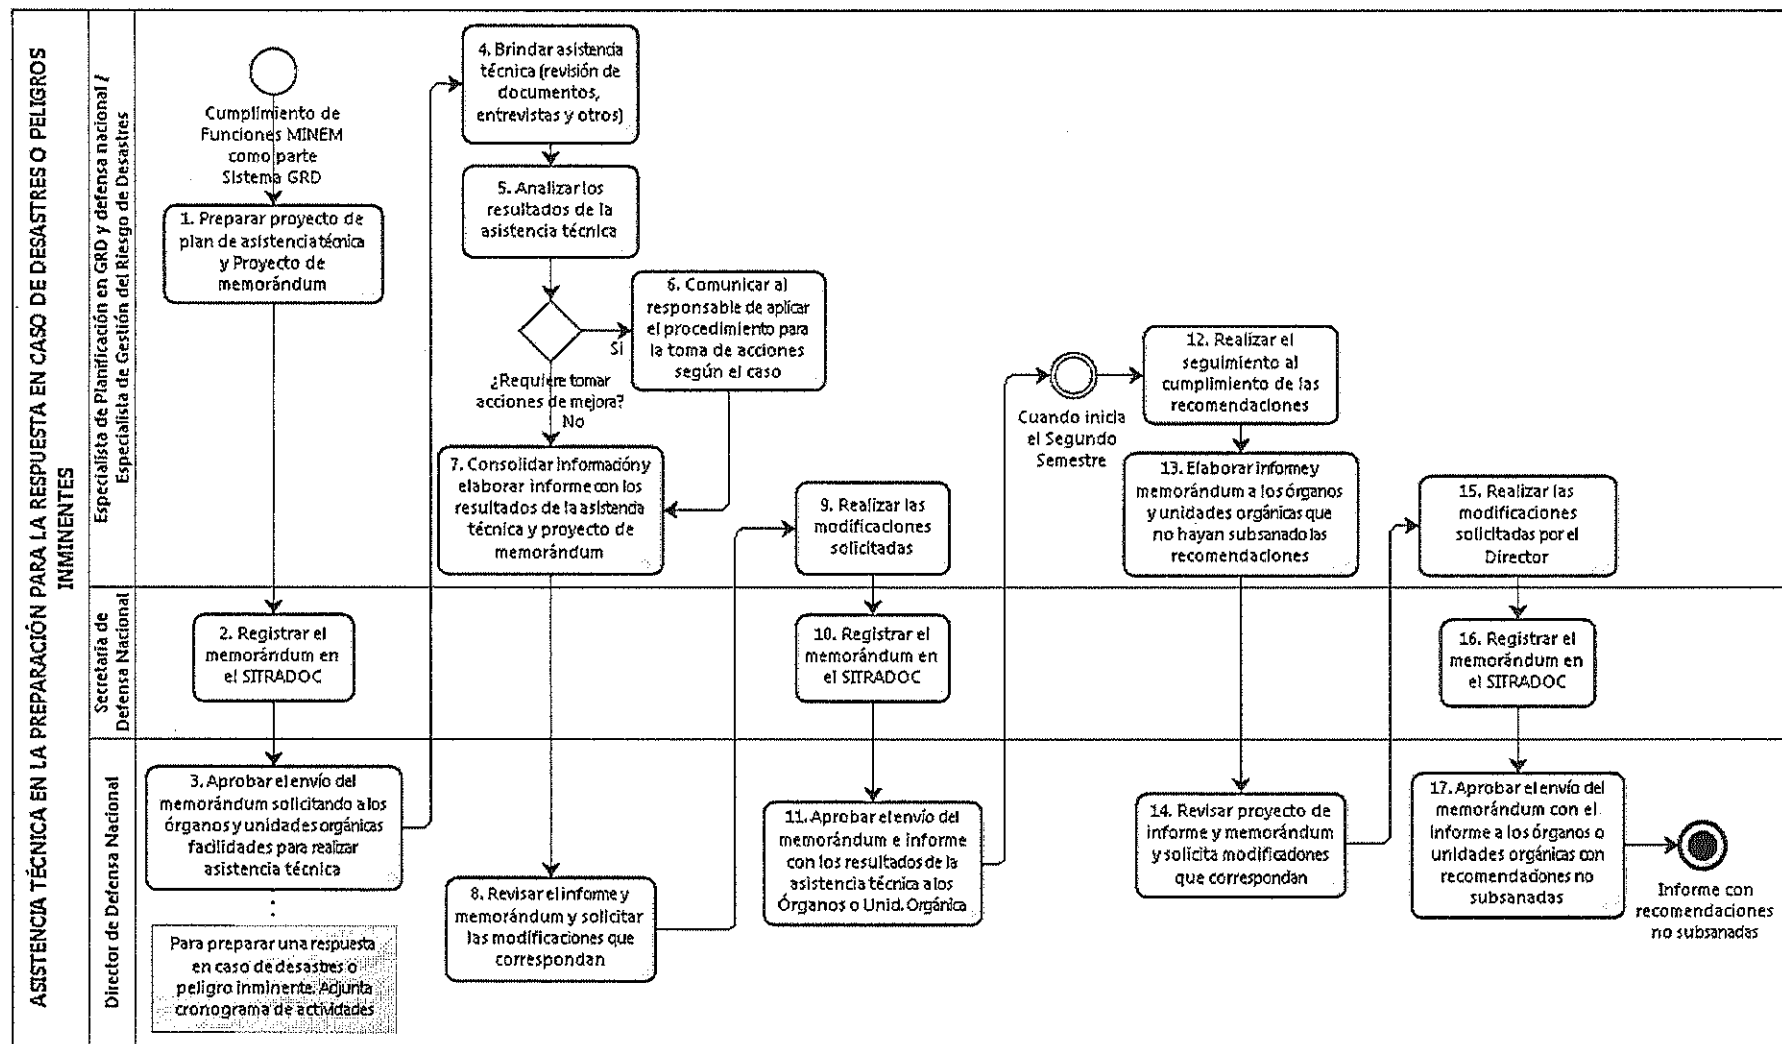 ASISTENCIA TÉCNICA EN LA PREPARACIÓN PARA LA RESPUESTA EN CASO DE DESASTRES O PELIGROS
INMINENTES
Especialista de Planificación en GRD y defensa nacional /
Especialista de Gestión del Riesgo de Desastres
Cumplimiento de
Funciones MINEM
como parte
Sistema GRD
1. Preparar proyecto de
plan de asistencia técnica
y Proyecto de
memorándum
4. Brindar asistencia
técnica (revisión de
documentos,
entrevistas y otros)
5. Analizar los
resultados de la
asistencia técnica
¿Requiere tomar
acciones de mejora?
Si
No
6. Comunicar al
responsable de aplicar
el procedimiento para
la toma de acciones
según el caso
7. Consolidar información y
elaborar informe con los
resultados de la asistencia
técnica y proyecto de
memorándum
9. Realizar las
modificaciones
solicitadas
Cuando inicia
el Segundo
Semestre
12. Realizar el
seguimiento al
cumplimiento de las
recomendaciones
13. Elaborar informe y
memorándum a los órganos
y unidades orgánicas que
no hayan subsanado las
recomendaciones
15. Realizar las
modificaciones
solicitadas por el
Director
Secretaria de
Defensa Nacional
2. Registrar el
memorándum en
el SITRADOC
10. Registrar el
memorándum en
el SITRADOC
16. Registrar el
memorándum en
el SITRADOC
Director de Defensa Nacional
3. Aprobar el envío del
memorándum solicitando a los
órganos y unidades orgánicas
facilidades para realizar
asistencia técnica
Para preparar una respuesta
en caso de desastres o
peligro inminente. Adjunta
cronograma de actividades
8. Revisar el informe y
memorándum y solicitar
las modificaciones que
correspondan
11. Aprobar el envío del
memorándum e informe
con los resultados de la
asistencia técnica a los
Órganos o Unid. Orgánica
14. Revisar proyecto de
informe y memorándum
y solicita modificaciones
que correspondan
17. Aprobar el envío del
memorándum con el
informe a los órganos o
unidades orgánicas con
recomendaciones no
subsanadas
Informe con
recomendaciones
no subsanadas